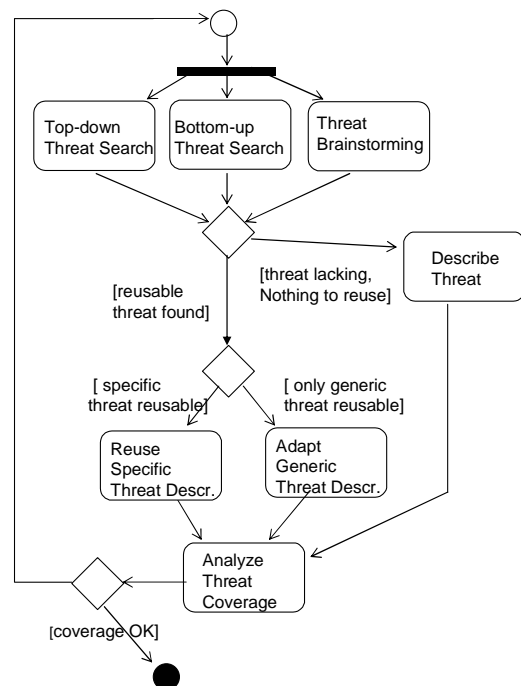 Top-down
Threat Search
Bottom-up
Threat Search
Threat
Brainstorming
Describe
Threat
[reusable
threat found]
[threat lacking,
Nothing to reuse]
[ specific
threat reusable]
[ only generic
threat reusable]
Reuse
Specific
Threat Descr.
Adapt
Generic
Threat Descr.
Analyze
Threat
Coverage
[coverage OK]